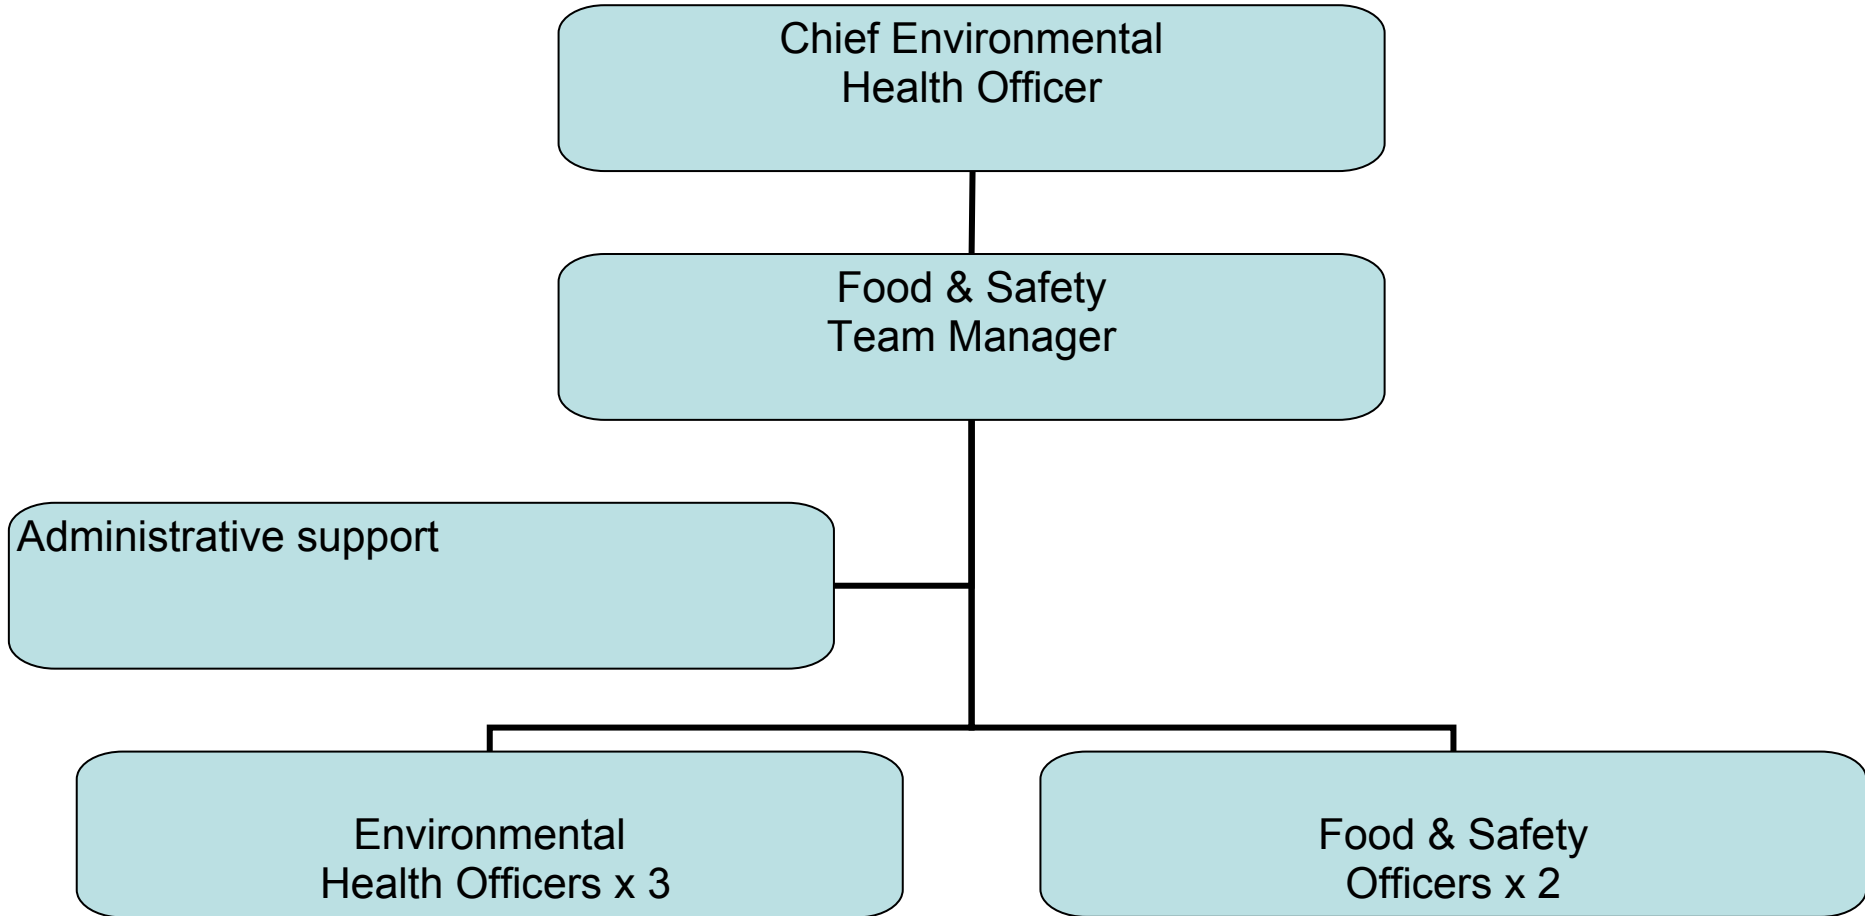 Chief Environmental
Health Officer
Food & Safety
Team Manager
Administrative support
Environmental
Health Officers x 3
Food & Safety
Officers x 2